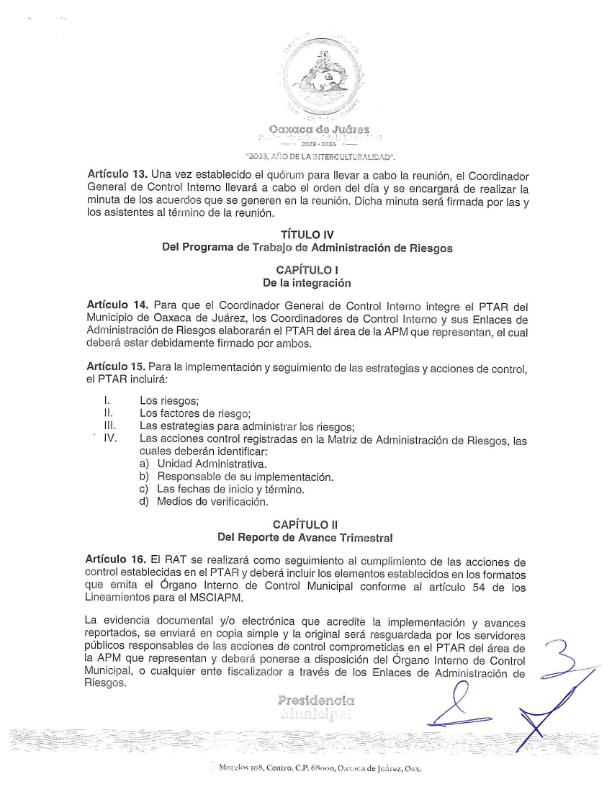 Oaxaca de Juárez
2022 - 2024
"2023, AÑO DE LA INTERCULTURALIDAD".
Artículo 13. Una vez establecido el quórum para llevar a cabo la reunión, el Coordinador
General de Control Interno llevará a cabo el orden del día y se encargará de realizar la
minuta de los acuerdos que se generen en la reunión. Dicha minuta será firmada por las y
los asistentes al término de la reunión.
TÍTULO IV
Del Programa de Trabajo de Administración de Riesgos
CAPÍTULO I
De la integración
Artículo 14. Para que el Coordinador General de Control Interno integre el PTAR del
Municipio de Oaxaca de Juárez, los Coordinadores de Control Interno y sus Enlaces de
Administración de Riesgos elaborarán el PTAR del área de la APM que representan, el cual
deberá estar debidamente firmado por ambos.
Artículo 15. Para la implementación y seguimiento de las estrategias y acciones de control,
el PTAR incluirá:
I. Los riesgos;
II. Los factores de riesgo;
III. Las estrategias para administrar los riesgos;
IV. Las acciones control registradas en la Matriz de Administración de Riesgos, las
cuales deberán identificar:
a) Unidad Administrativa.
b) Responsable de su implementación.
c) Las fechas de inicio y término.
d) Medios de verificación.
CAPÍTULO II
Del Reporte de Avance Trimestral
Artículo 16. El RAT se realizará como seguimiento al cumplimiento de las acciones de
control establecidas en el PTAR y deberá incluir los elementos establecidos en los formatos
que emita el Órgano Interno de Control Municipal conforme al artículo 54 de los
Lineamientos para el MSCIAPM.
La evidencia documental y/o electrónica que acredite la implementación y avances
reportados, se enviará en copia simple y la original será resguardada por los servidores
públicos responsables de las acciones de control comprometidas en el PTAR del área de
la APM que representan y deberá ponerse a disposición del Órgano Interno de Control
Municipal, o cualquier ente fiscalizador a través de los Enlaces de Administración de
Riesgos.
Presidencia
Municipal
Morelos 108, Centro, C.P. 68000, Oaxaca de Juárez, Oax.